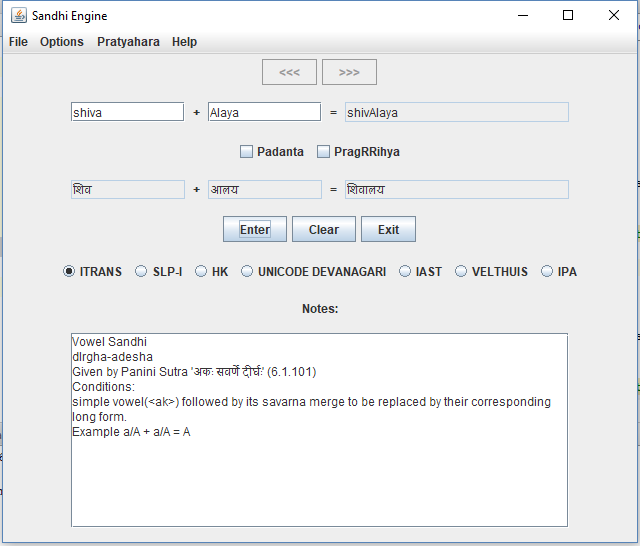 Sandhi Engine
File Options Pratyahara Help
<<< >>>
shiva + Alaya = shivAlaya
Padanta PragRRihya
शिव + आलय = शिवालय
Enter Clear Exit
ITRANS SLP-I HK UNICODE DEVANAGARI IAST VELTHUIS IPA
Notes:
Vowel Sandhi
dIrgha-adesha
Given by Panini Sutra 'अकः सवर्णे दीर्घः' (6.1.101)
Conditions:
simple vowel(<ak>) followed by its savarna merge to be replaced by their corresponding
long form.
Example a/A + a/A = A